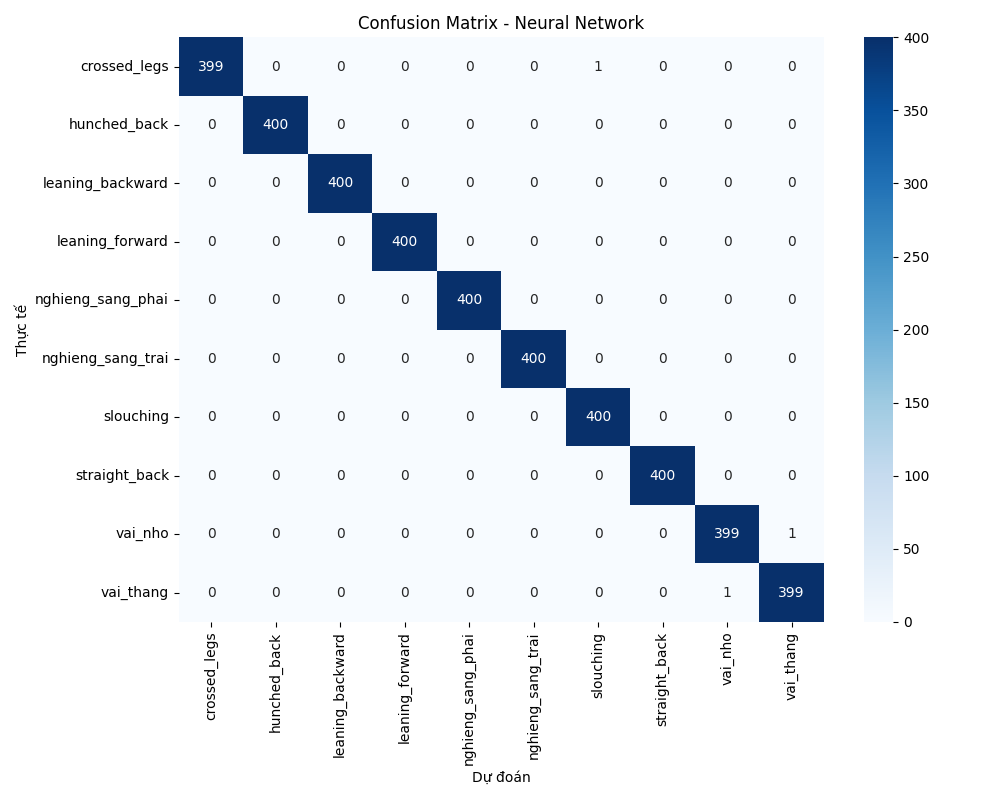 Confusion Matrix - Neural Network
Thực tế
crossed_legs 399 0 0 0 0 0 1 0 0 0
hunched_back 0 400 0 0 0 0 0 0 0 0
leaning_backward 0 0 400 0 0 0 0 0 0 0
leaning_forward 0 0 0 400 0 0 0 0 0 0
nghieng_sang_phai 0 0 0 0 400 0 0 0 0 0
nghieng_sang_trai 0 0 0 0 0 400 0 0 0 0
slouching 0 0 0 0 0 0 400 0 0 0
straight_back 0 0 0 0 0 0 0 400 0 0
vai_nho 0 0 0 0 0 0 0 0 399 1
vai_thang 0 0 0 0 0 0 0 0 1 399
crossed_legs
hunched_back
leaning_backward
leaning_forward
nghieng_sang_phai
nghieng_sang_trai
slouching
straight_back
vai_nho
vai_thang
Dự đoán
400
350
300
250
200
150
100
50
0